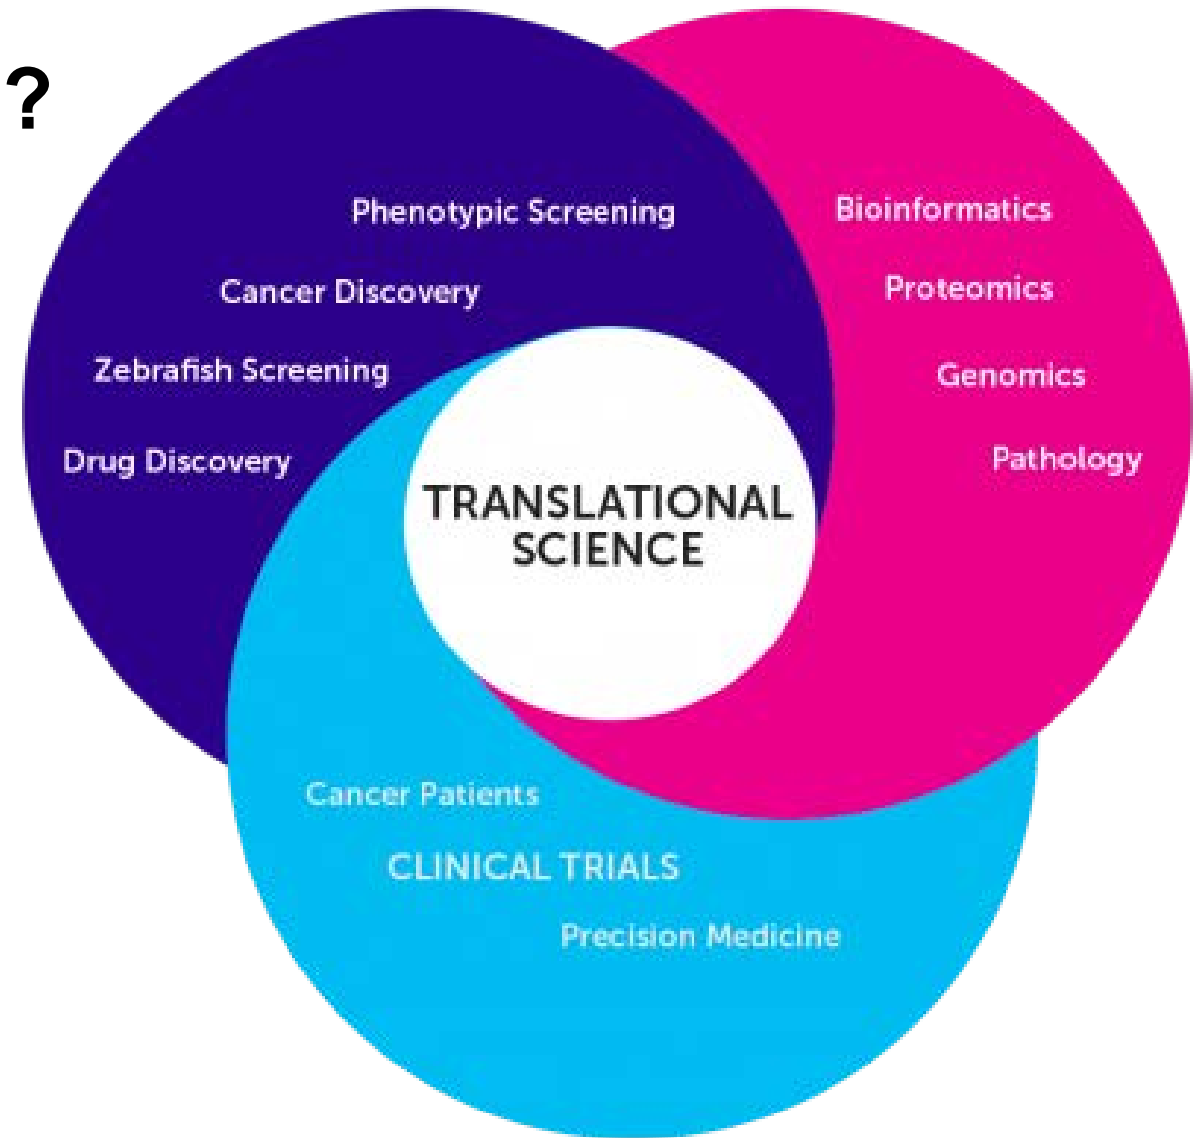 ?
Phenotypic Screening
Cancer Discovery
Zebrafish Screening
Drug Discovery
Bioinformatics
Proteomics
Genomics
Pathology
TRANSLATIONAL
SCIENCE
Cancer Patients
CLINICAL TRIALS
Precision Medicine